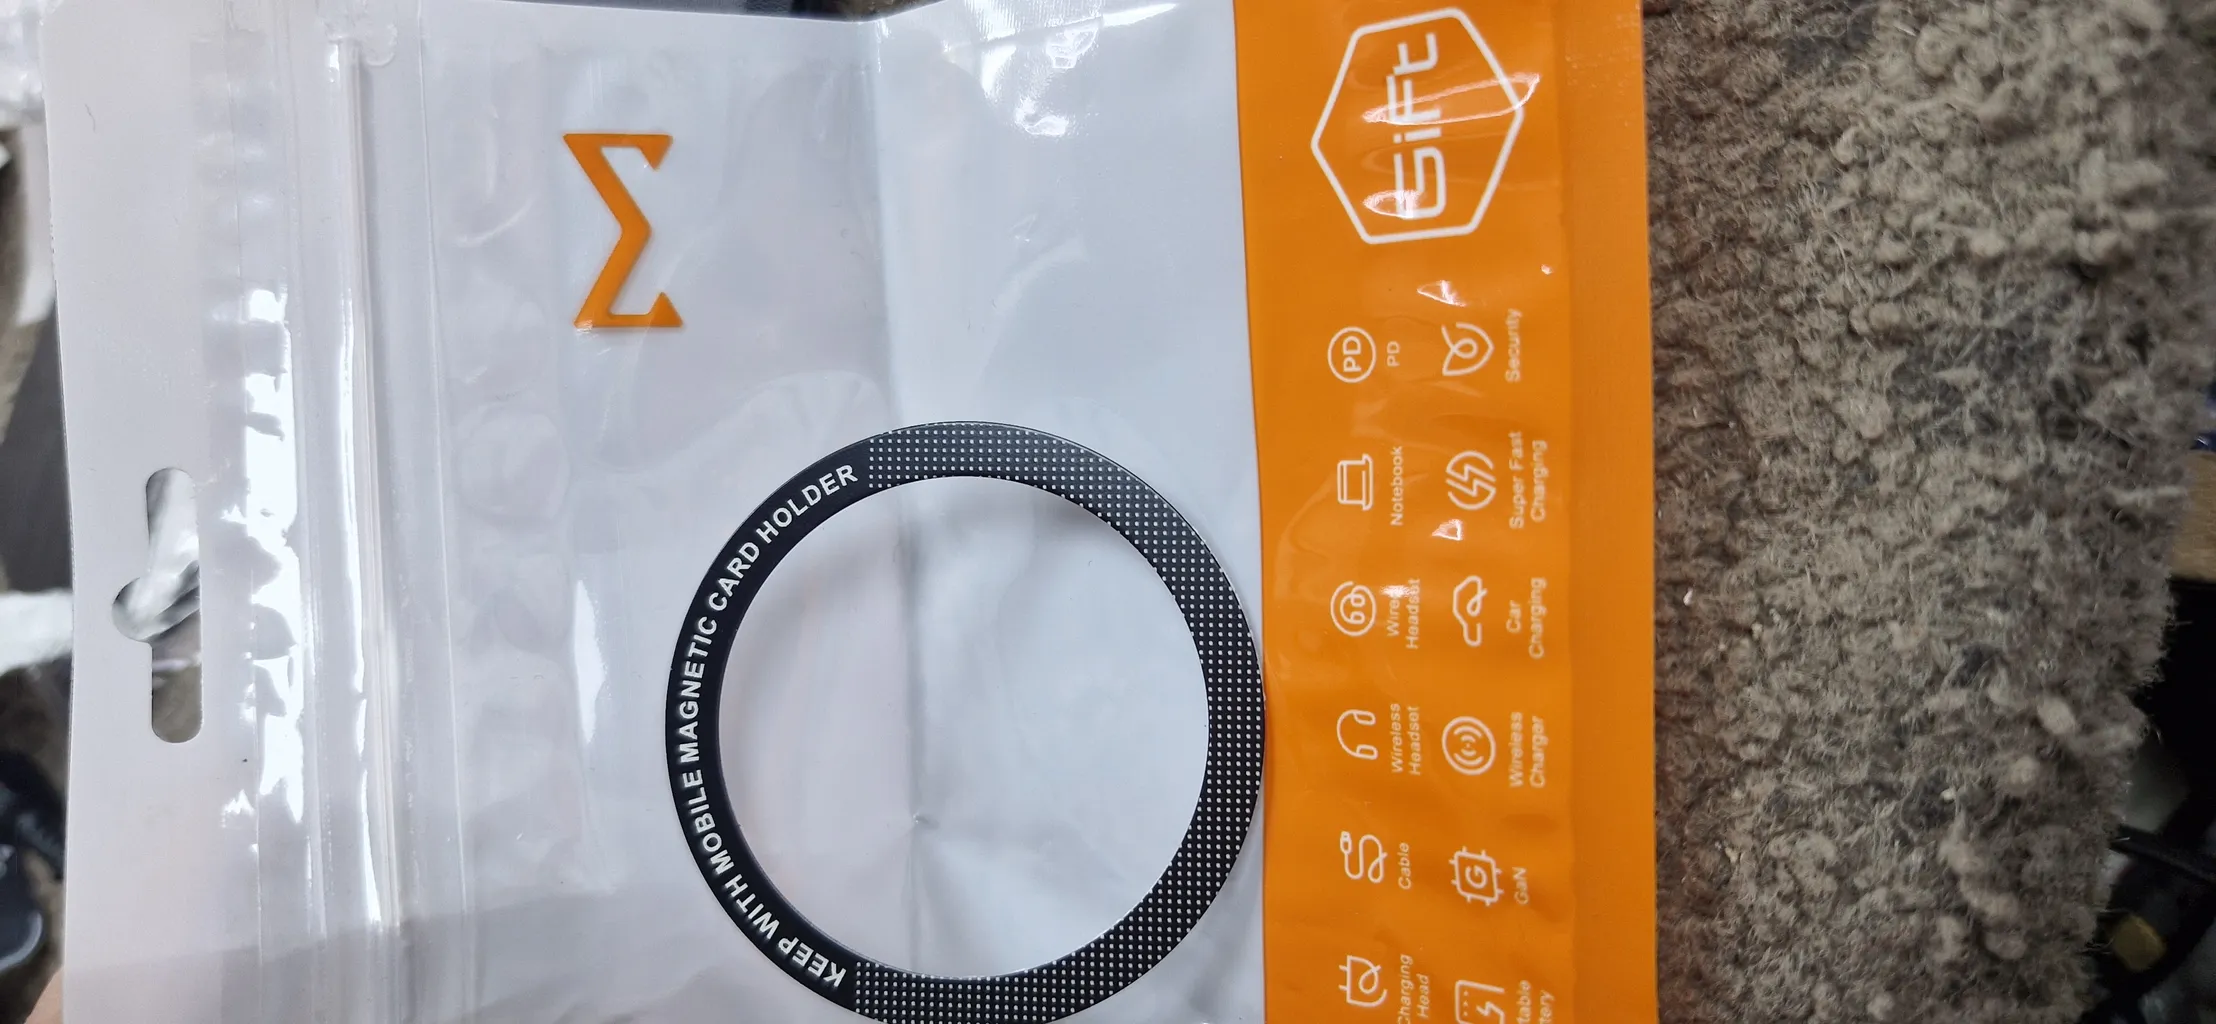 Σ
KEEP WITH MOBILE MAGNETIC CARD HOLDER
GiFt
PD
PD
Notebook
Wired
Headset
Wireless
Headset
Cable
Charging
Head
Security
Super Fast
Charging
Car
Charging
Wireless
Charger
G
GaN